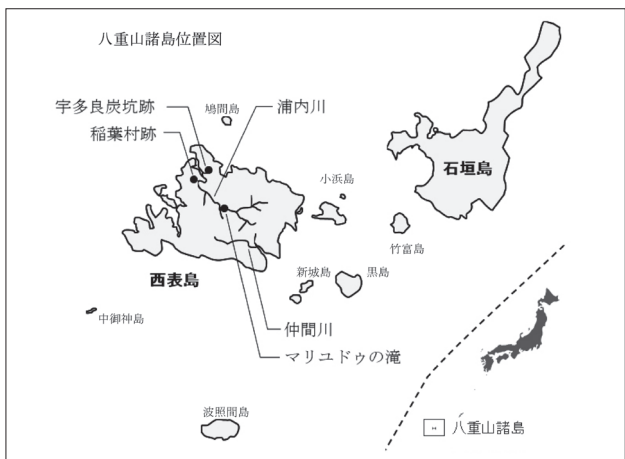 八重山諸島位置図
宇多良炭坑跡
鳩間島
浦内川
稲葉村跡
小浜島
石垣島
竹富島
西表島
新城島
黒島
中御神島
仲間川
マリユドゥの滝
波照間島
八重山諸島